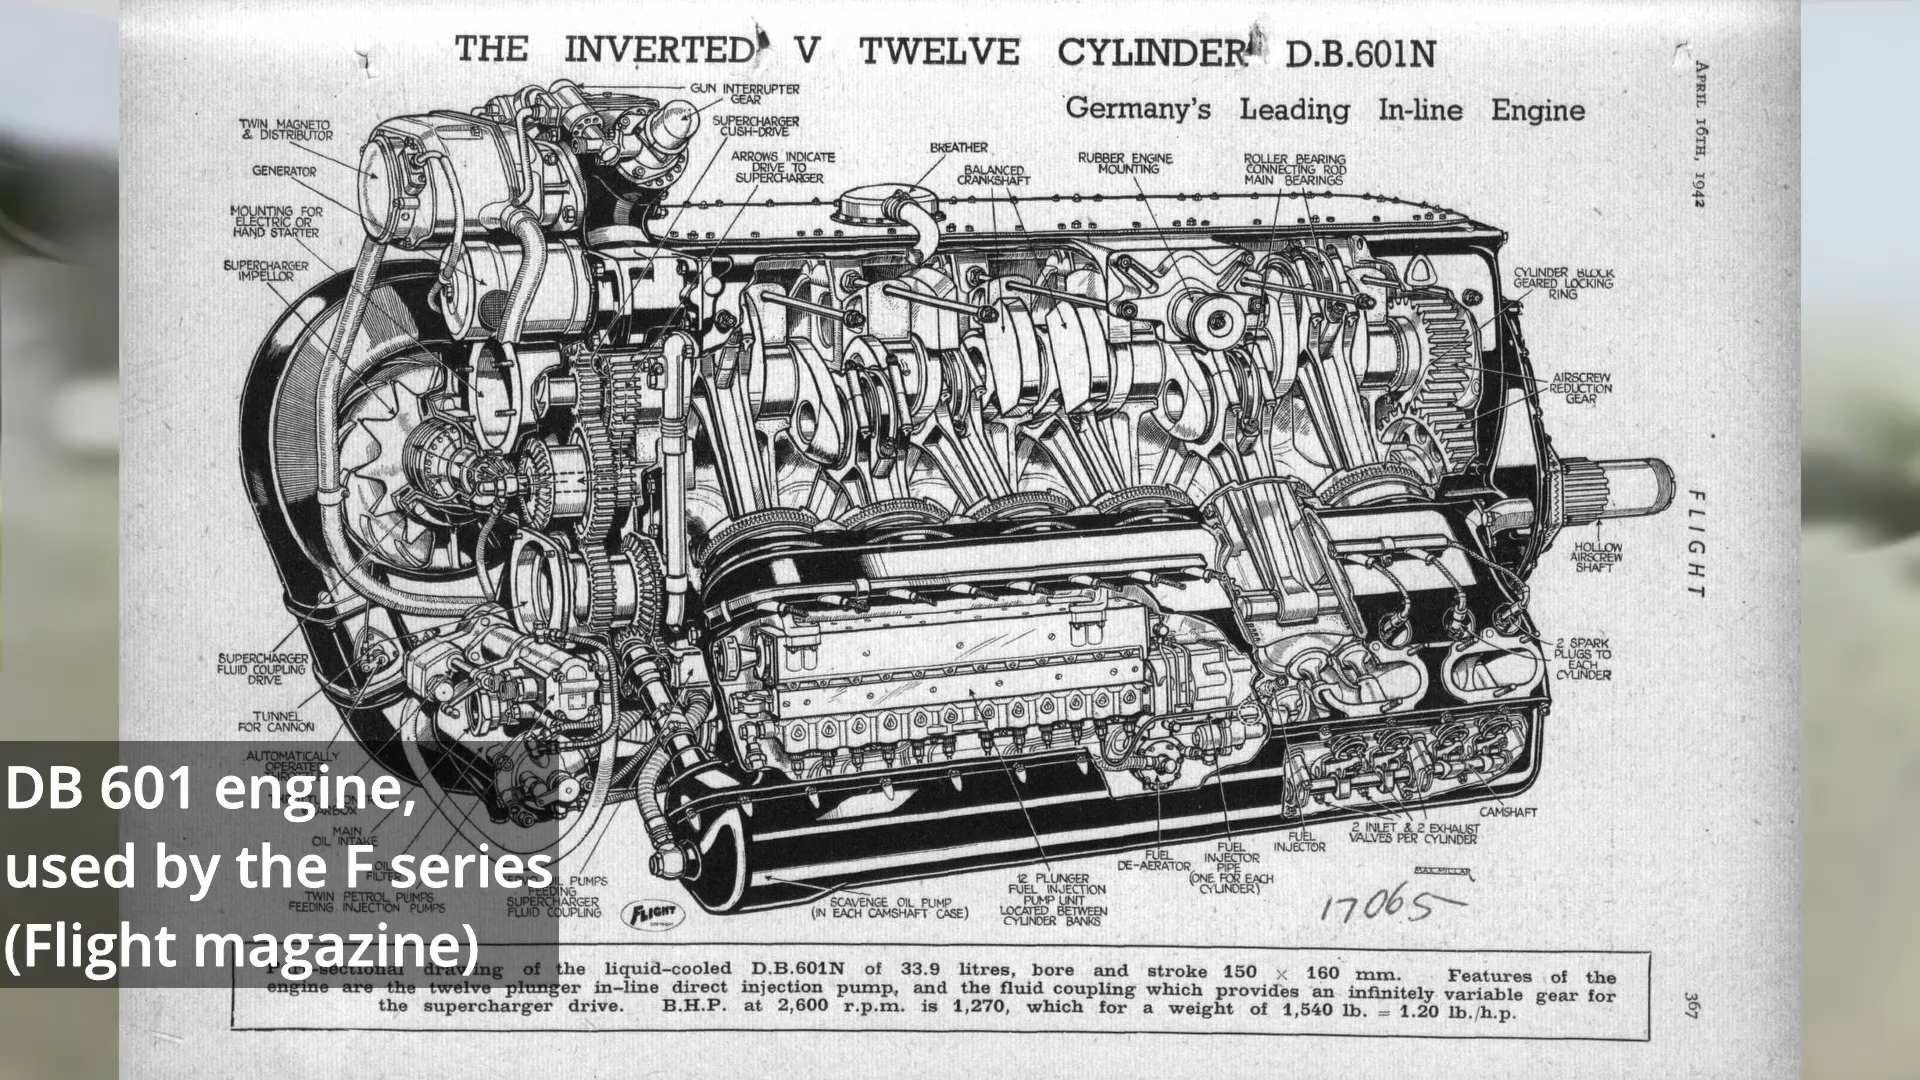 THE INVERTED V TWELVE CYLINDER D.B.601N
Germany's Leading In-line Engine
APRIL 16TH, 1942
GUN INTERRUPTER
GEAR
SUPERCHARGER
CUSH-DRIVE
ARROWS INDICATE
DRIVE TO
SUPERCHARGER
BREATHER
BALANCED
CRANKSHAFT
RUBBER ENGINE
MOUNTING
ROLLER BEARING
CONNECTING ROD
MAIN BEARINGS
TWIN MAGNETO
& DISTRIBUTOR
GENERATOR
MOUNTING FOR
ELECTRIC OR
HAND STARTER
SUPERCHARGER
IMPELLOR
CYLINDER BLOCK
GEARED LOCKING
RING
AIRSCREW
REDUCTION
GEAR
FLIGHT
HOLLOW
AIRSCREW
SHAFT
2 SPARK
PLUGS TO
EACH
CYLINDER
SUPERCHARGER
FLUID COUPLING
DRIVE
TUNNEL
FOR CANNON
AUTOMATICALLY
MAIN
OIL INTAKE
OIL
TWIN PETROL PUMPS
FEEDING INJECTION PUMPS
OIL PUMPS
FEEDING
SUPERCHARGER
FLUID COUPLING
FLIGHT
SCAVENGE OIL PUMP
(IN EACH CAMSHAFT CASE)
12 PLUNGER
FUEL INJECTION
PUMP UNIT
LOCATED BETWEEN
CYLINDER BANKS
FUEL
DE-AERATOR
FUEL
INJECTOR
PIPE
(ONE FOR EACH
CYLINDER)
FUEL
INJECTOR
2 INLET & 2 EXHAUST
VALVES PER CYLINDER
CAMSHAFT
MAX MILLAR
17065
DB 601 engine,
used by the F series
(Flight magazine)
Part-sectional drawing of the liquid-cooled D.B.601N of 33.9 litres, bore and stroke 150 × 160 mm. Features of the
engine are the twelve plunger in-line direct injection pump, and the fluid coupling which provides an infinitely variable gear for
the supercharger drive. B.H.P. at 2,600 r.p.m. is 1,270, which for a weight of 1,540 lb. = 1.20 lb./h.p.
367